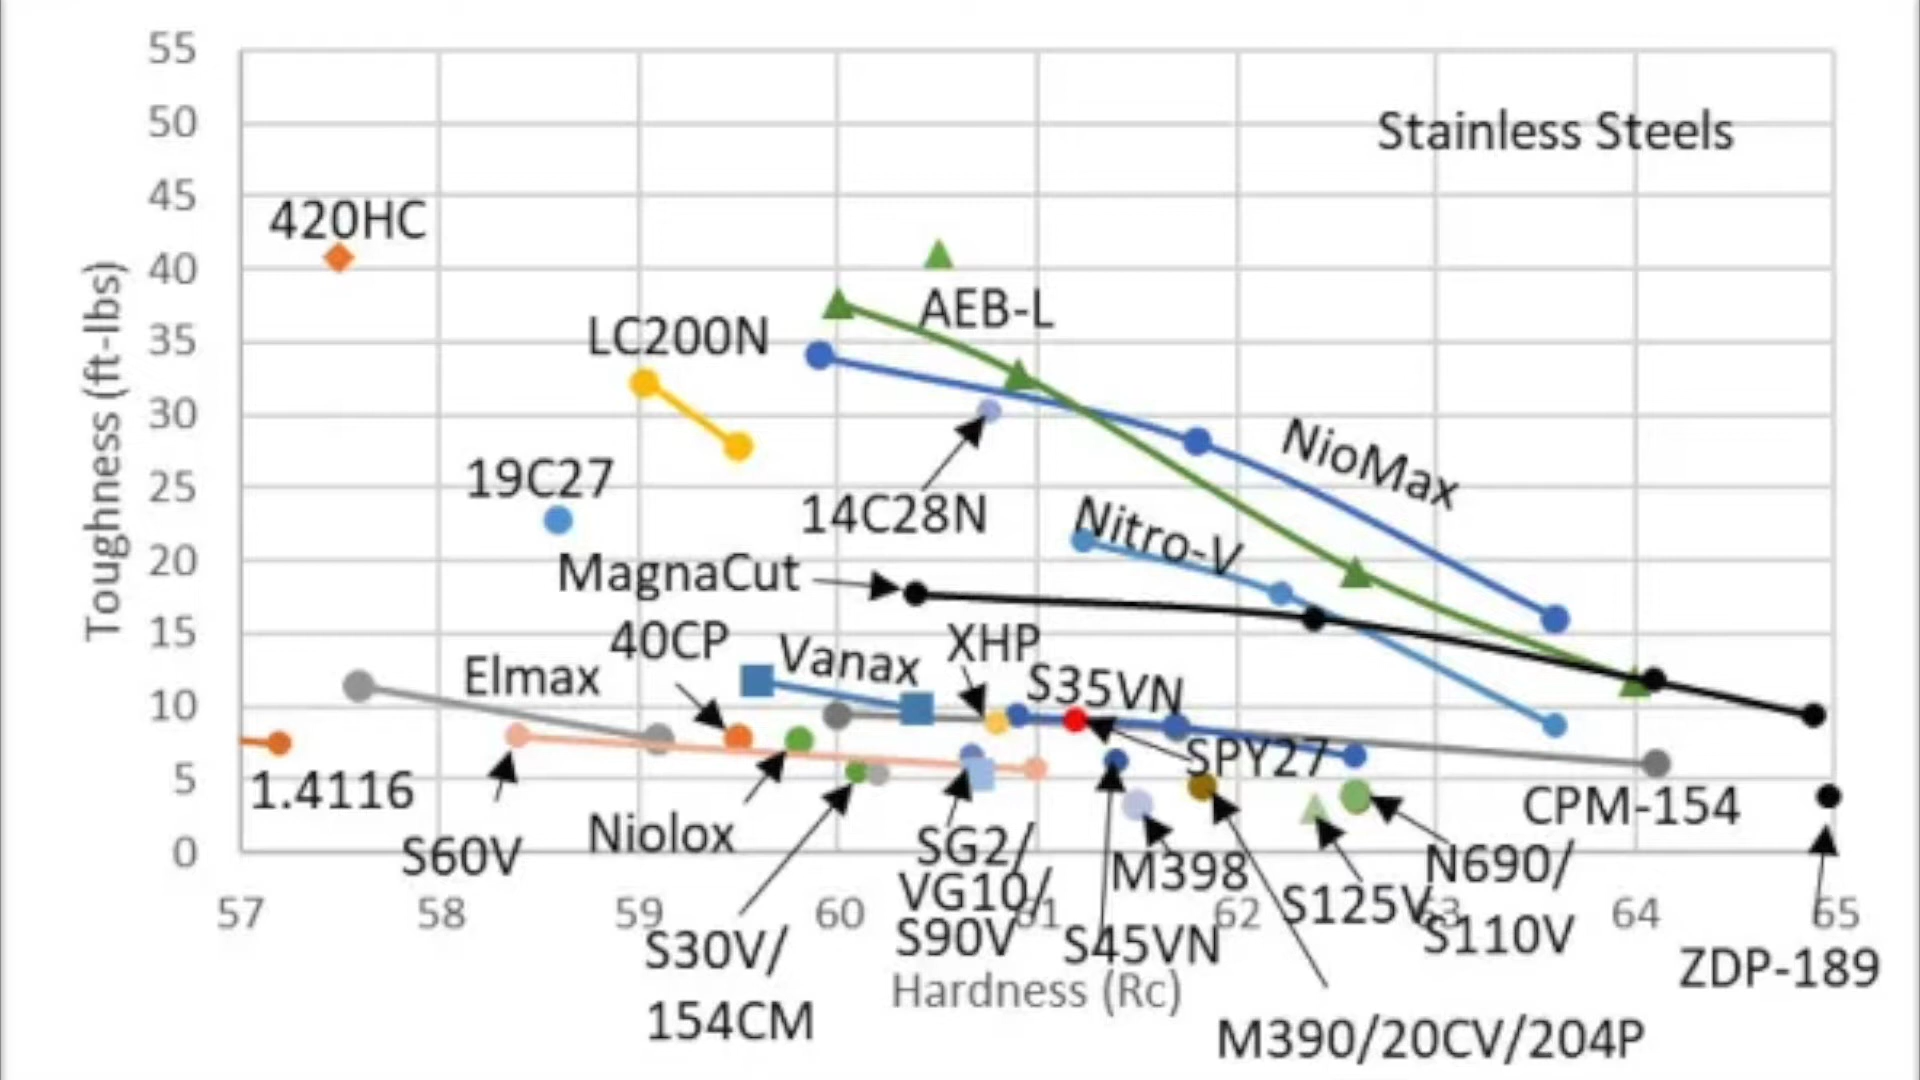 55
50
Stainless Steels
45
420HC
40
AEB-L
LC200N
35
30
NioMax
25
19C27
14C28N
Nitro-V
20
MagnaCut
15
40CP
Vanax
XHP
Elmax
S35VN
10
SPY27
5
1.4116
CPM-154
Niolox
S60V
0
SG2/
VG10/
S90V
M398
N690/
S110V
S125V
57
58
59
60
61
62
63
64
65
S30V/
154CM
S45VN
ZDP-189
M390/20CV/204P
Toughness (ft-lbs)
Hardness (Rc)